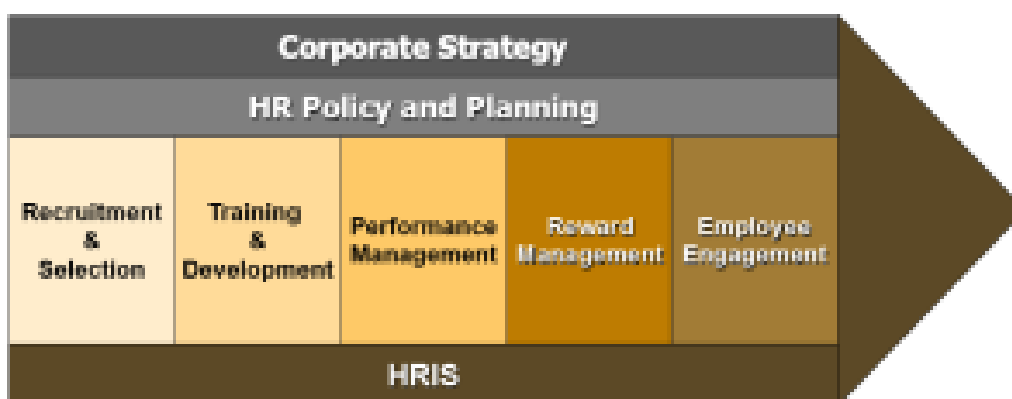 Corporate Strategy
HR Policy and Planning
Recruitment
&
Selection
Training
&
Development
Performance
Management
Reward
Management
Employee
Engagement
HRIS